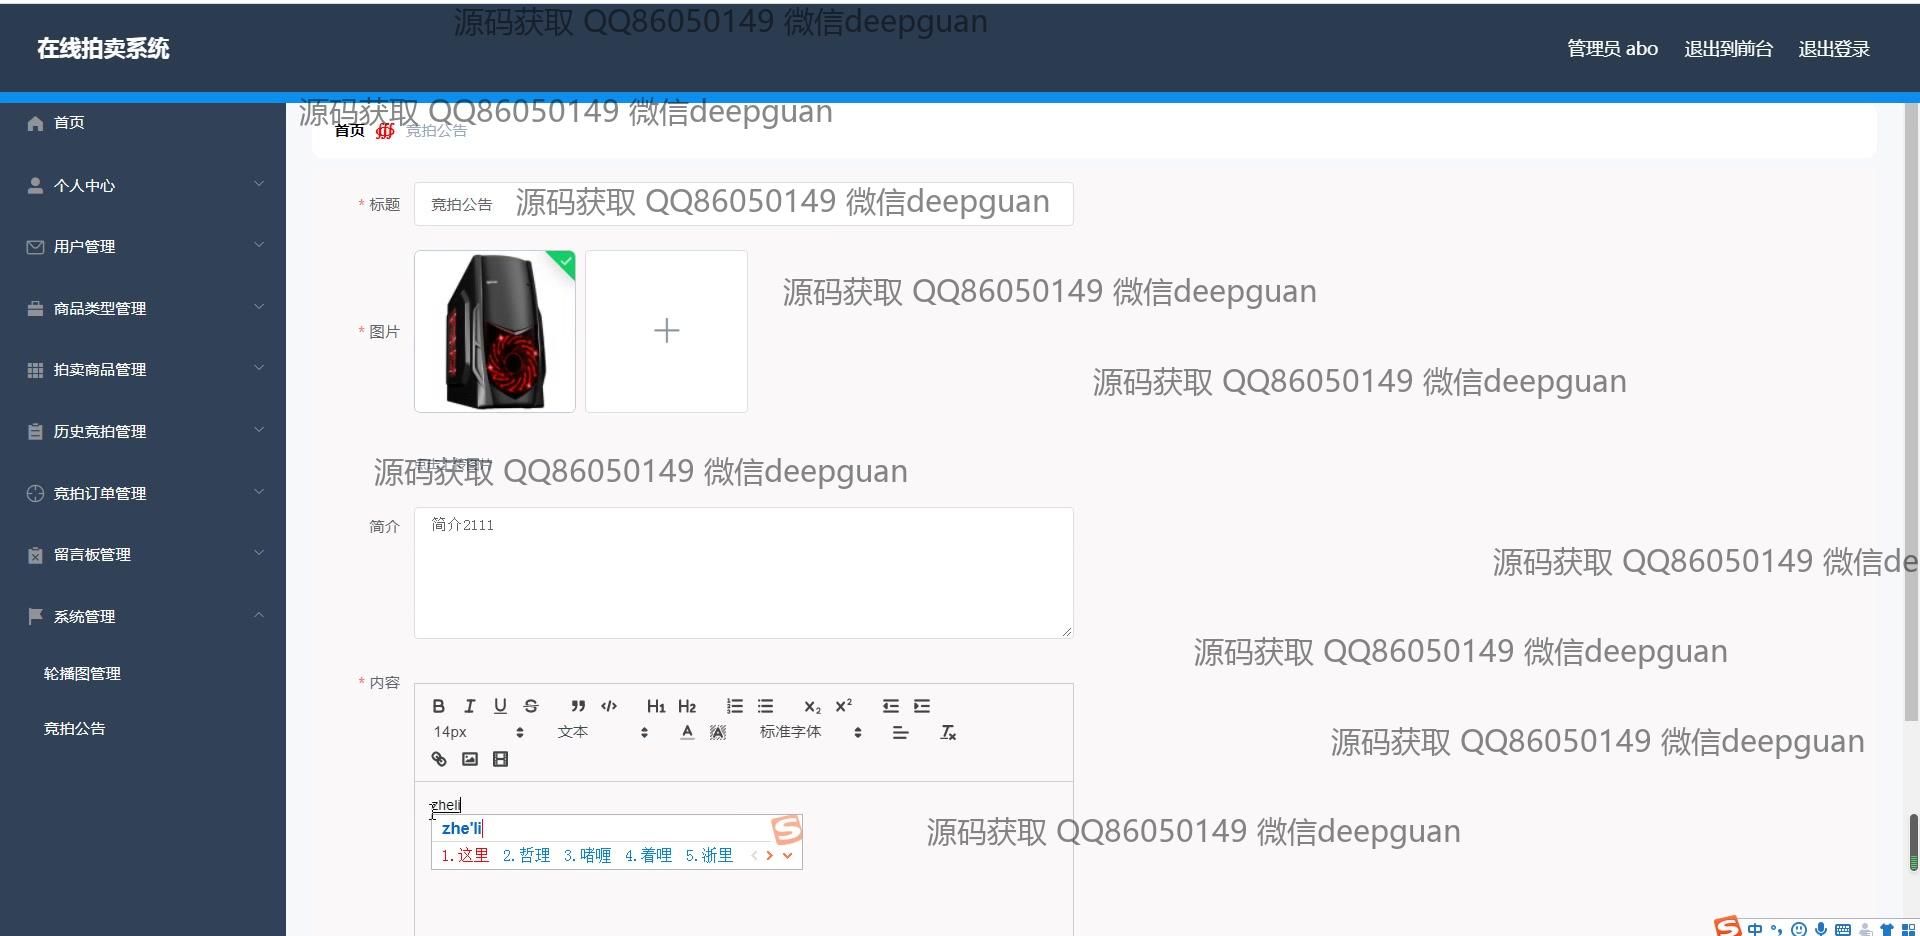 源码获取 QQ86050149 微信deepguan
在线拍卖系统
管理员 abo 退出到前台 退出登录
源码获取 QQ86050149 微信deepguan
首页
首页 竞拍公告
个人中心
* 标题 竞拍公告
源码获取 QQ86050149 微信deepguan
用户管理
源码获取 QQ86050149 微信deepguan
商品类型管理
* 图片
拍卖商品管理
源码获取 QQ86050149 微信deepguan
历史竞拍管理
点击上传图片
源码获取 QQ86050149 微信deepguan
竞拍订单管理
简介 简介2111
留言板管理
源码获取 QQ86050149 微信de
系统管理
源码获取 QQ86050149 微信deepguan
轮播图管理
* 内容
B I U S H1 H2 X2 X2
竞拍公告
14px 文本 A A 标准字体 Tx
源码获取 QQ86050149 微信deepguan
zheli
zhe'li
源码获取 QQ86050149 微信deepguan
1.这里 2.哲理 3.啫喱 4.着哩 5.浙里
中